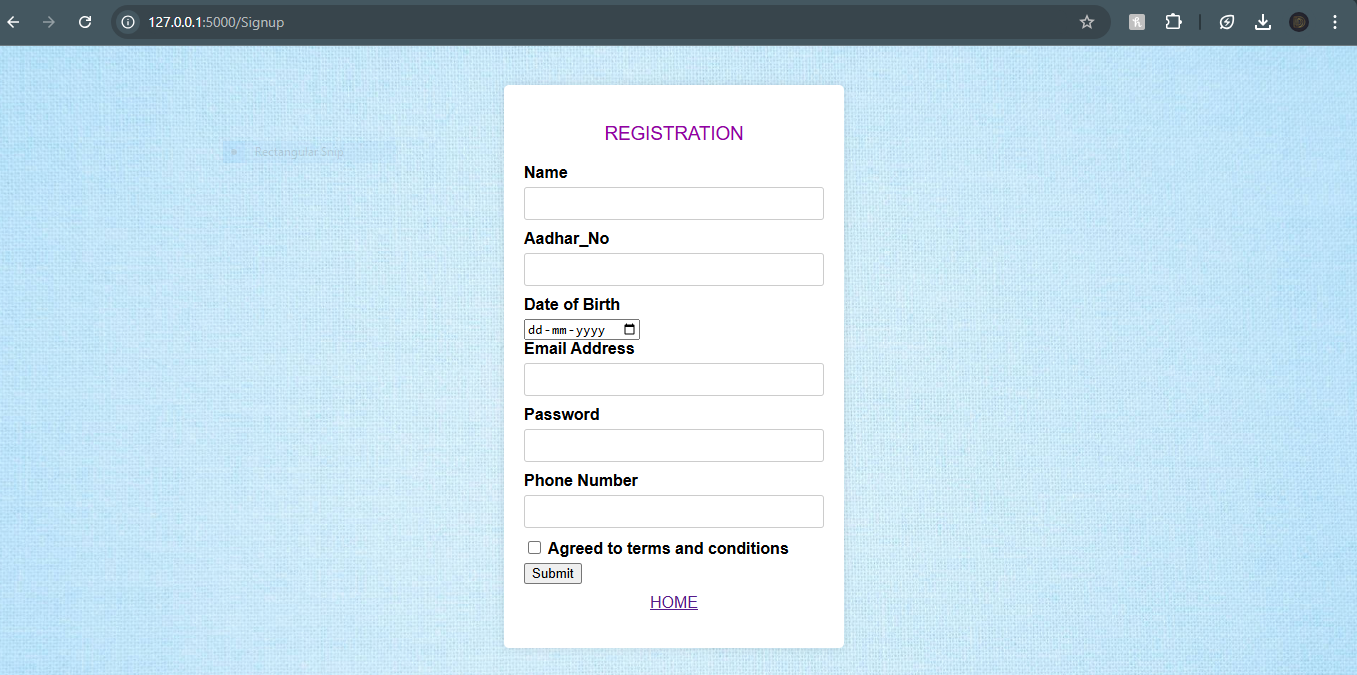 127.0.0.1:5000/Signup
Rectangular Snip
REGISTRATION
Name
Aadhar_No
Date of Birth
dd-mm-yyyy
Email Address
Password
Phone Number
Agreed to terms and conditions
Submit
HOME